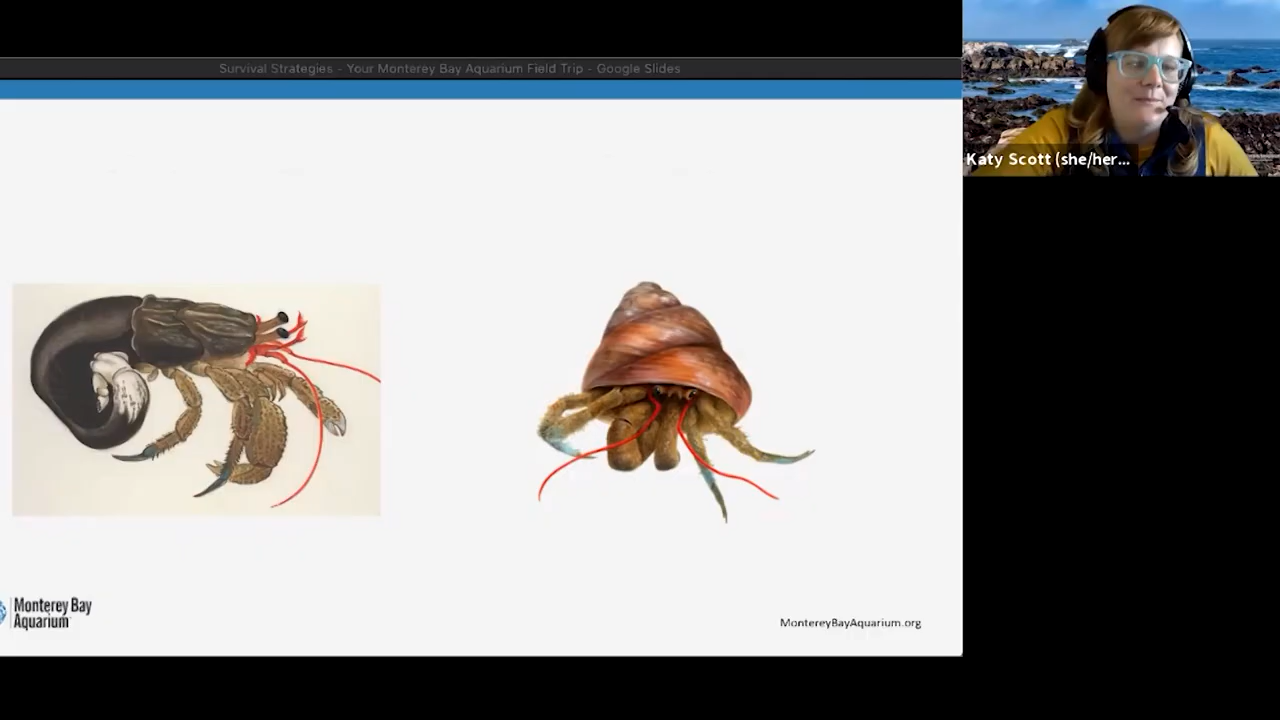 Survival Strategies - Your Monterey Bay Aquarium Field Trip - Google Slides
Katy Scott (she/her...
Monterey Bay
Aquarium
MontereyBayAquarium.org